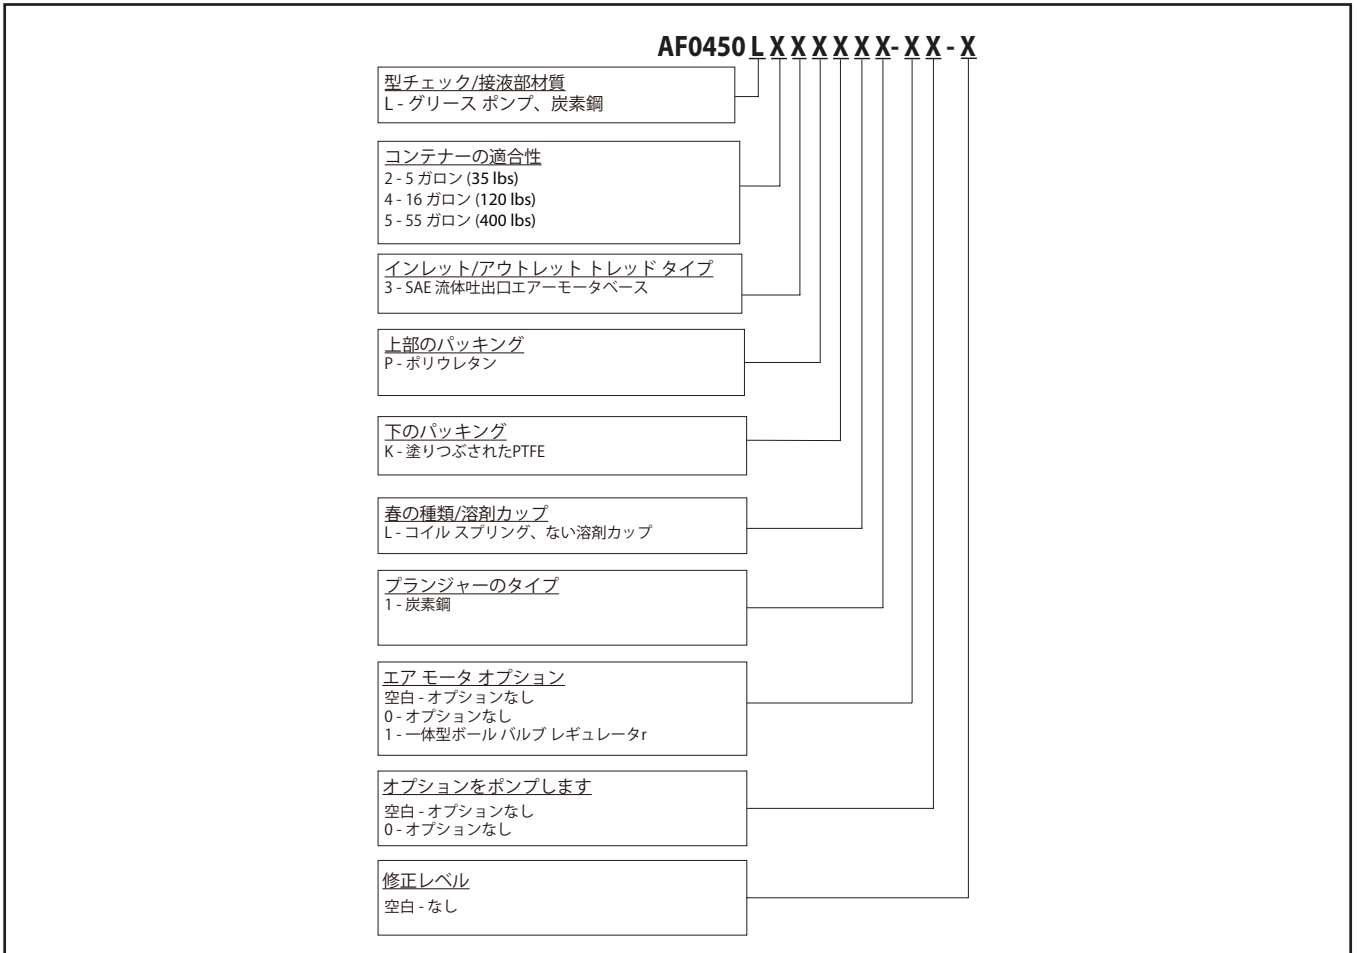 AF0450 L X X X X X X- X X - X
型チェック/接液部材質
L - グリース ポンプ、炭素鋼
コンテナーの適合性
2 - 5 ガロン (35 lbs)
4 - 16 ガロン (120 lbs)
5 - 55 ガロン (400 lbs)
インレット/アウトレット トレッド タイプ
3 - SAE 流体吐出口エアーモータベース
上部のパッキング
P - ポリウレタン
下のパッキング
K - 塗りつぶされたPTFE
春の種類/溶剤カップ
L - コイル スプリング、ない溶剤カップ
プランジャーのタイプ
1 - 炭素鋼
エア モータ オプション
空白 - オプションなし
0 - オプションなし
1 - 一体型ボール バルブ レギュレータr
オプションをポンプします
空白 - オプションなし
0 - オプションなし
修正レベル
空白 - なし